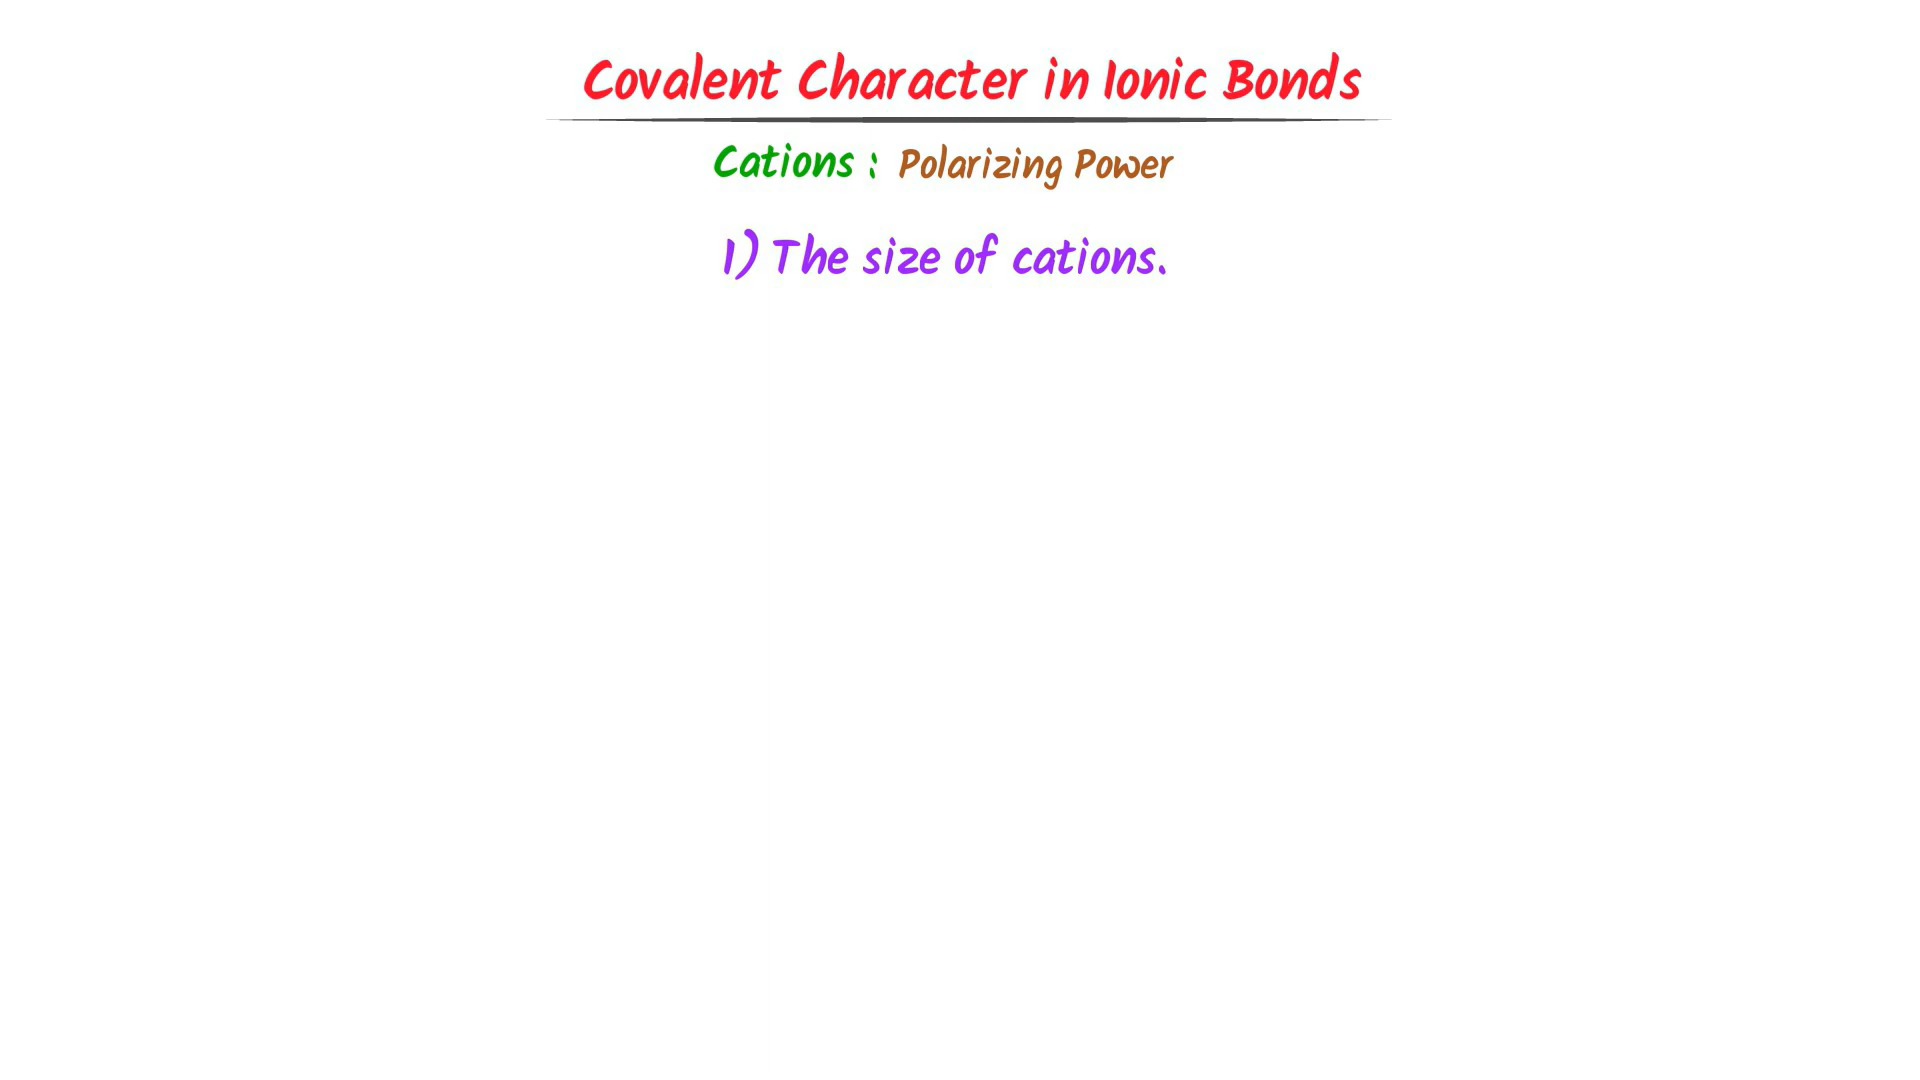 Covalent Character in Ionic Bonds
Cations : Polarizing Power
1) The size of cations.